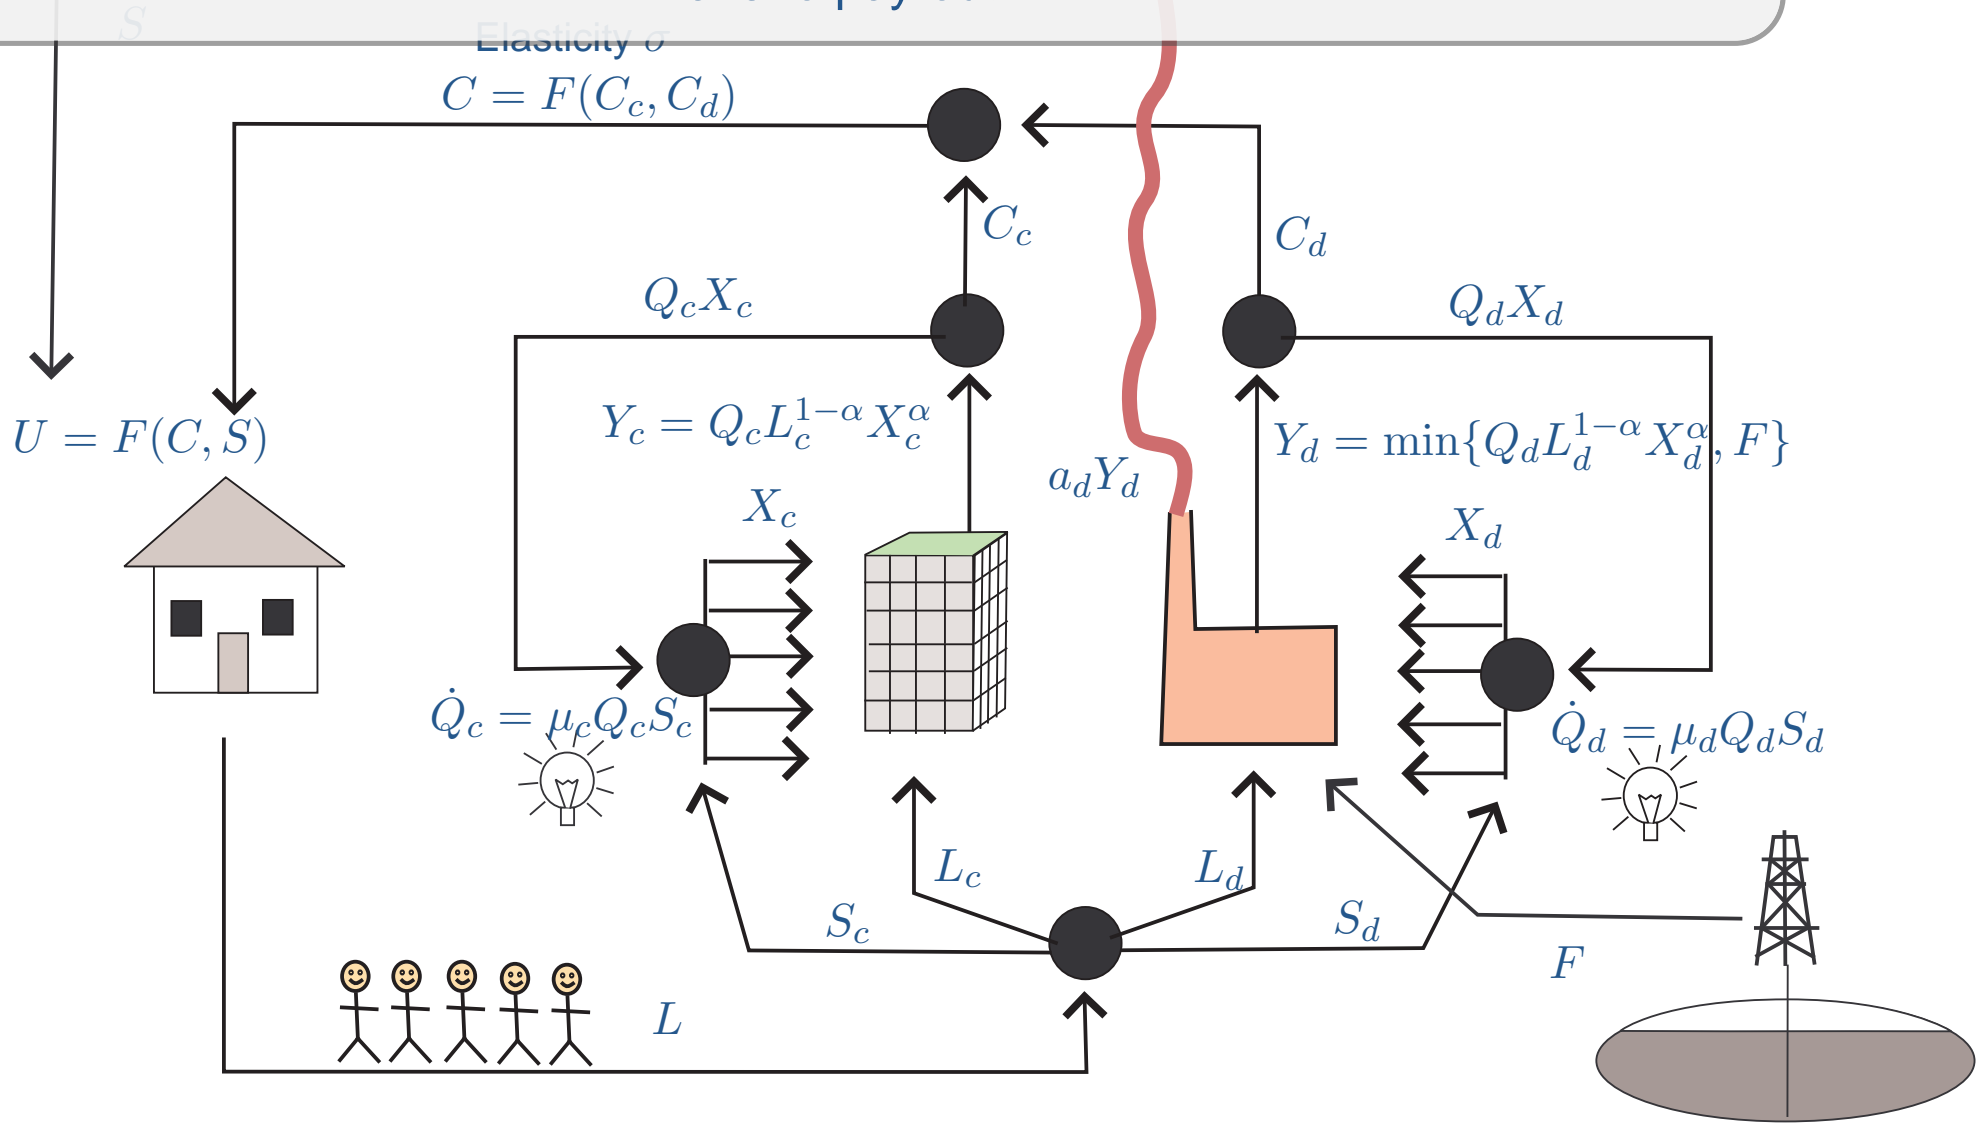 S
Elasticity σ
C = F(C_c, C_d)
C_c
C_d
Q_cX_c
Q_dX_d
U = F(C, S)
Y_c = Q_cL_c^{1−α}X_c^α
Y_d = min{Q_dL_d^{1−α}X_d^α, F}
a_dY_d
X_c
X_d
Q̇_c = μ_cQ_cS_c
Q̇_d = μ_dQ_dS_d
L_c
L_d
S_c
S_d
F
L